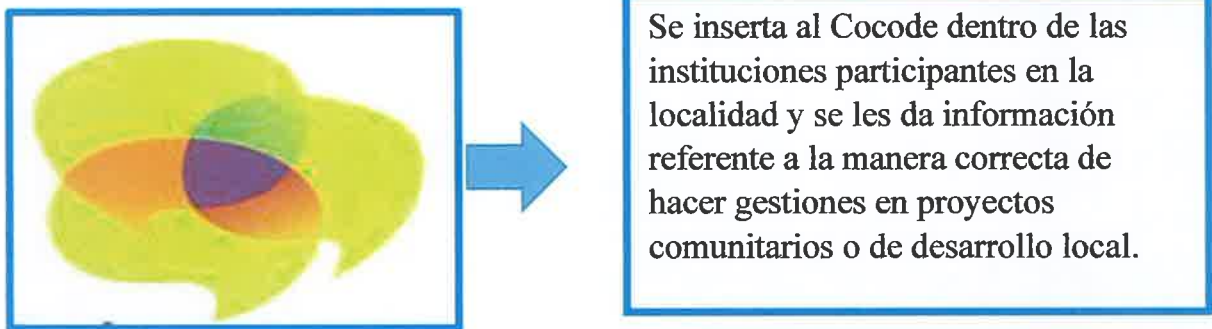 Se inserta al Cocode dentro de las
instituciones participantes en la
localidad y se les da información
referente a la manera correcta de
hacer gestiones en proyectos
comunitarios o de desarrollo local.